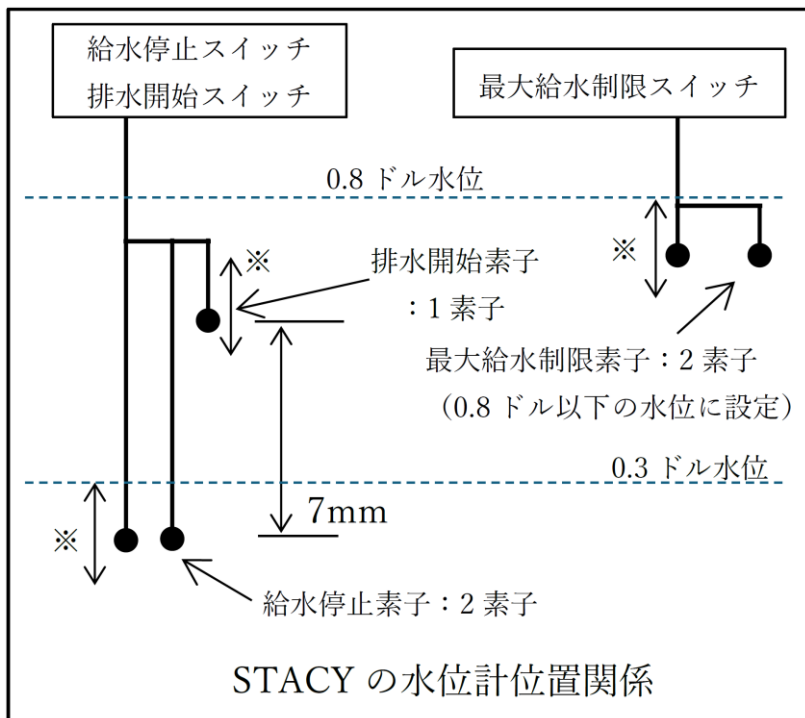 給水停止スイッチ
排水開始スイッチ
最大給水制限スイッチ
0.8 ドル水位
※
排水開始素子
:1 素子
※
最大給水制限素子:2 素子
(0.8 ドル以下の水位に設定)
0.3 ドル水位
※
7mm
給水停止素子:2 素子
STACY の水位計位置関係